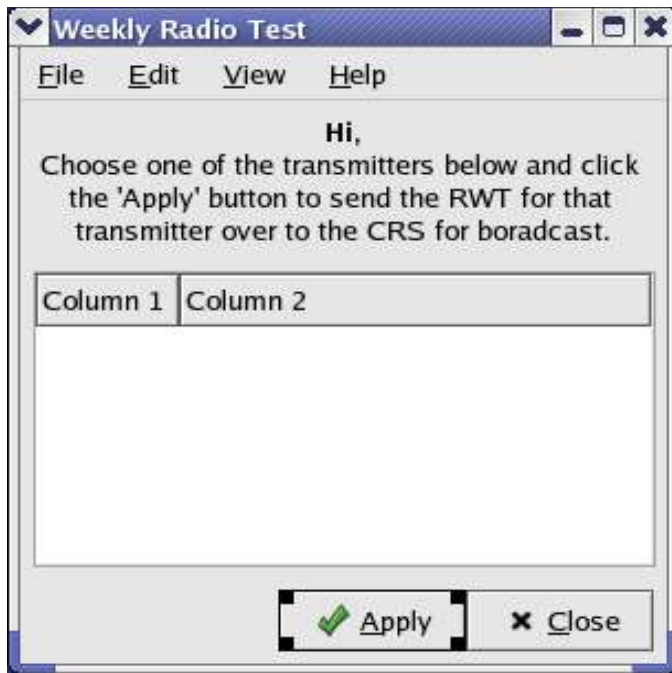 Weekly Radio Test
File Edit View Help
Hi,
Choose one of the transmitters below and click
the 'Apply' button to send the RWT for that
transmitter over to the CRS for boradcast.
Column 1 Column 2
Apply Close